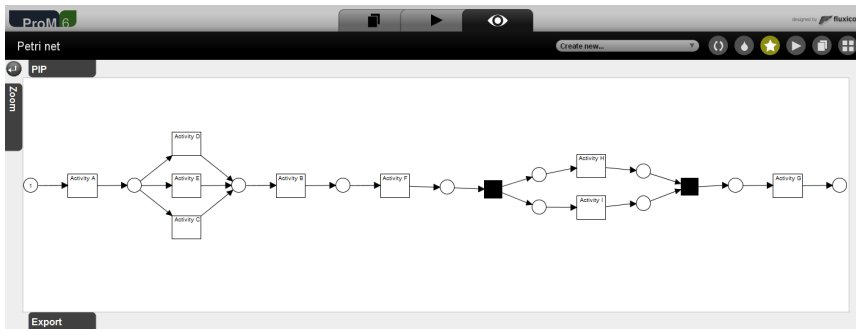 ProM 6
designed by fluxico
Petri net
Create new...
PIP
Zoom
Activity D
Activity H
1
Activity A
Activity E
Activity B
Activity F
Activity G
Activity I
Activity C
Export